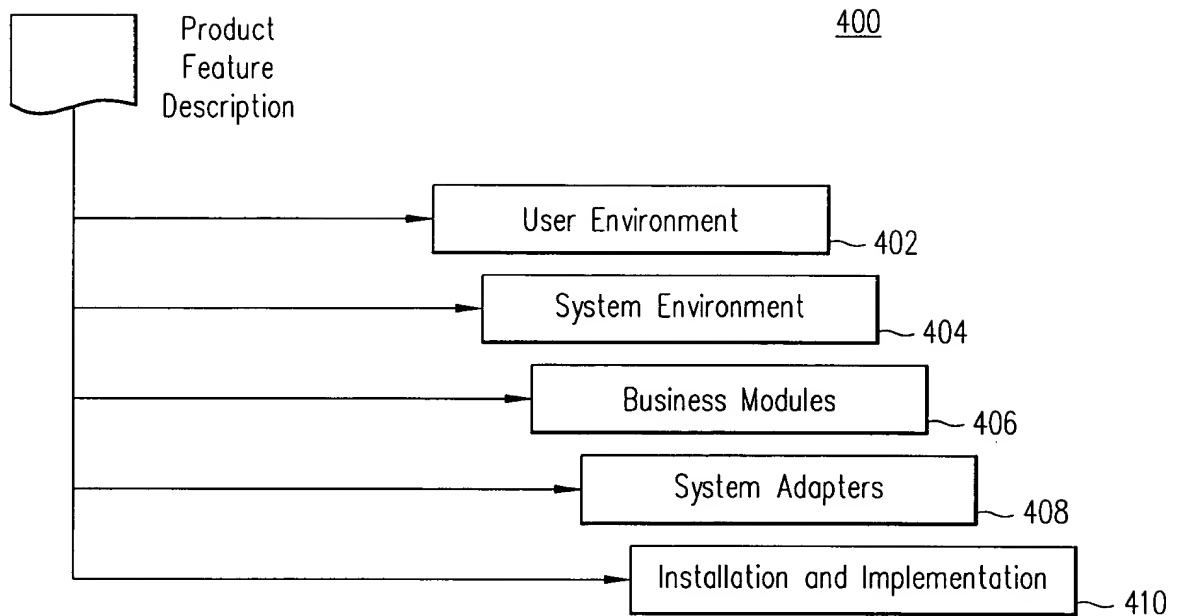 Product
Feature
Description
400
User Environment
402
System Environment
404
Business Modules
406
System Adapters
408
Installation and Implementation
410